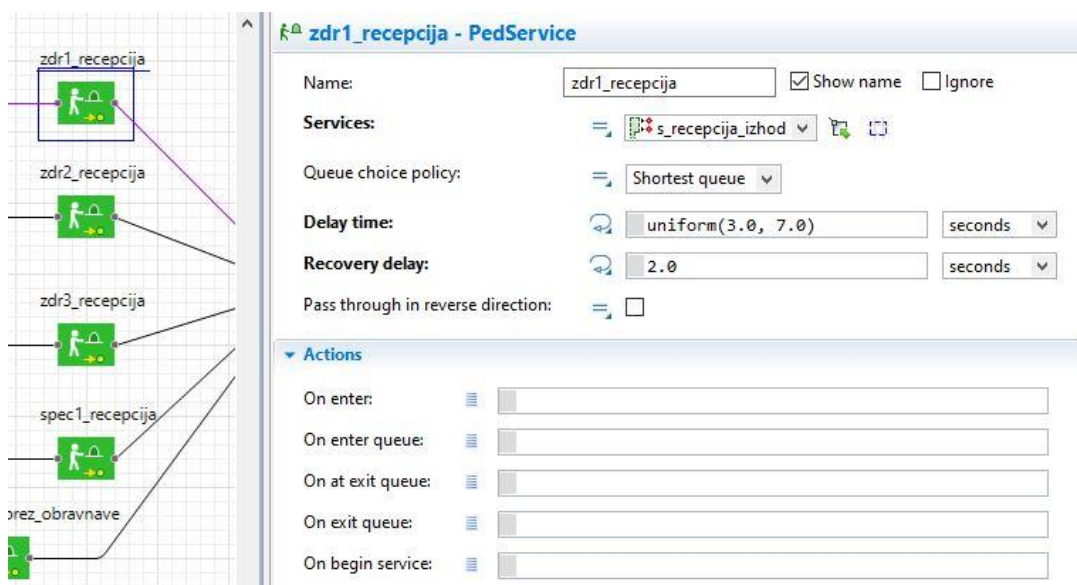 zdr1_recepcija
zdr2_recepcija
zdr3_recepcija
spec1_recepcija
brez_obravnave
zdr1_recepcija - PedService
Name: zdr1_recepcija Show name Ignore
Services: s_recepcija_izhod
Queue choice policy: Shortest queue
Delay time: uniform(3.0, 7.0) seconds
Recovery delay: 2.0 seconds
Pass through in reverse direction:
Actions
On enter:
On enter queue:
On at exit queue:
On exit queue:
On begin service: